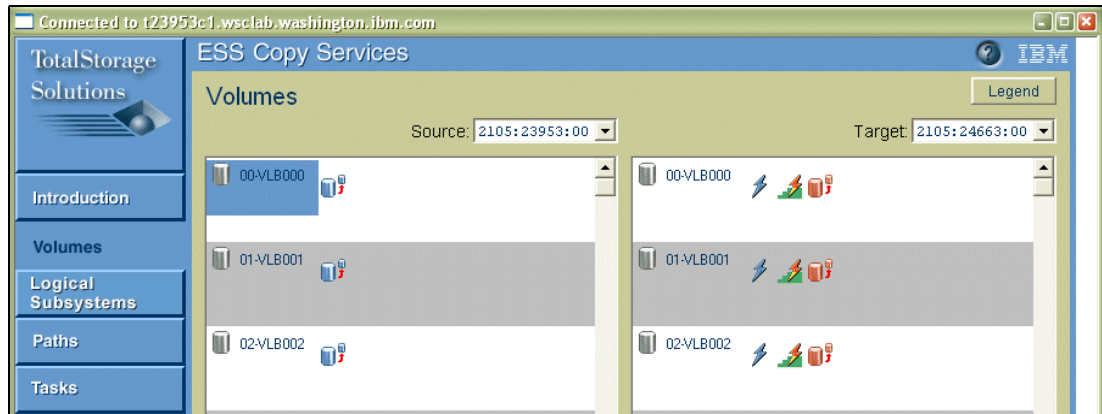 Connected to t23953c1.wsclab.washington.ibm.com
TotalStorage
Solutions
ESS Copy Services
? IBM
Volumes
Legend
Source: 2105:23953:00
Target: 2105:24663:00
Introduction
Volumes
Logical
Subsystems
Paths
Tasks
00-VLB000
01-VLB001
02-VLB002
00-VLB000
01-VLB001
02-VLB002